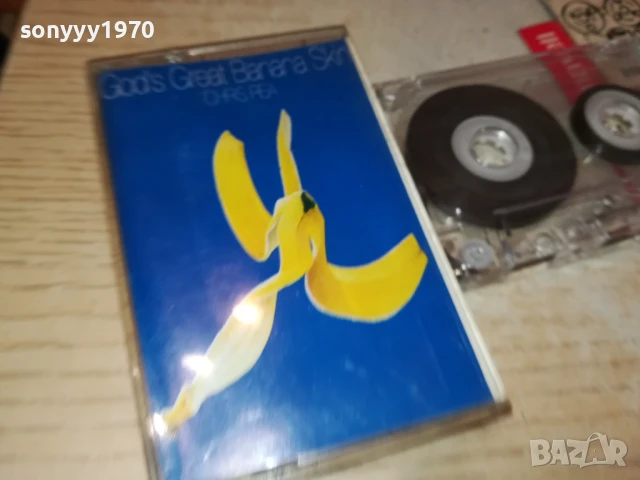 sonyyy1970
God's Great Banana Skin
CHRIS REA
BAZAR